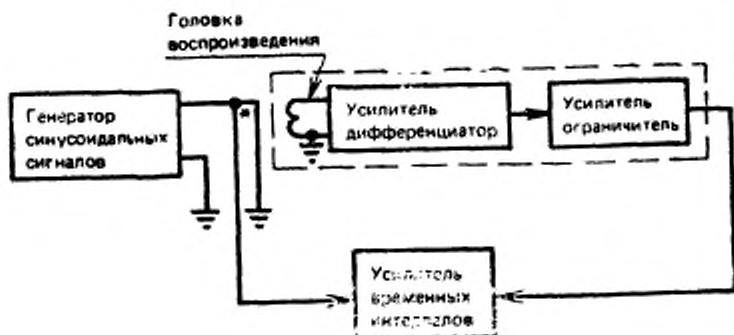 Головка
воспроизведения
Генератор
синусоидальных
сигналов
Усилитель
дифференциатор
Усилитель
ограничитель
Усилитель
временных
интервалов